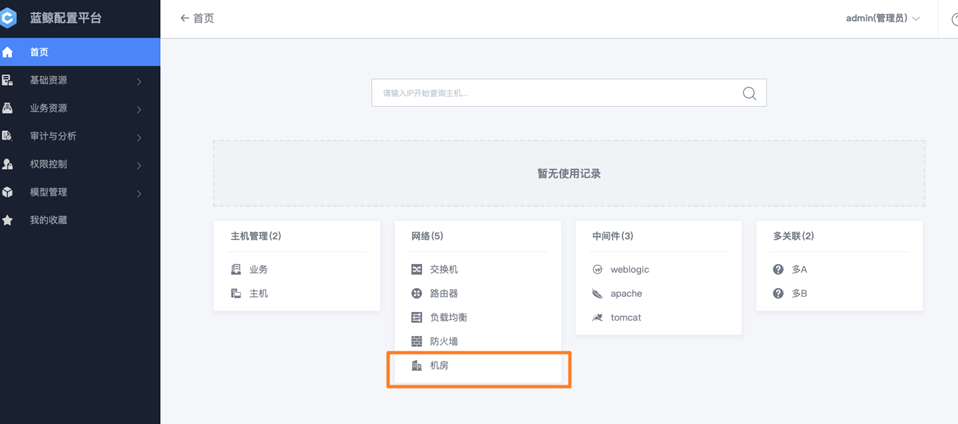 蓝鲸配置平台
首页
admin(管理员)
首页
基础资源
业务资源
审计与分析
权限控制
模型管理
我的收藏
请输入IP开始查询主机...
暂无使用记录
主机管理(2)
业务
主机
网络(5)
交换机
路由器
负载均衡
防火墙
机房
中间件(3)
weblogic
apache
tomcat
多关联(2)
多A
多B